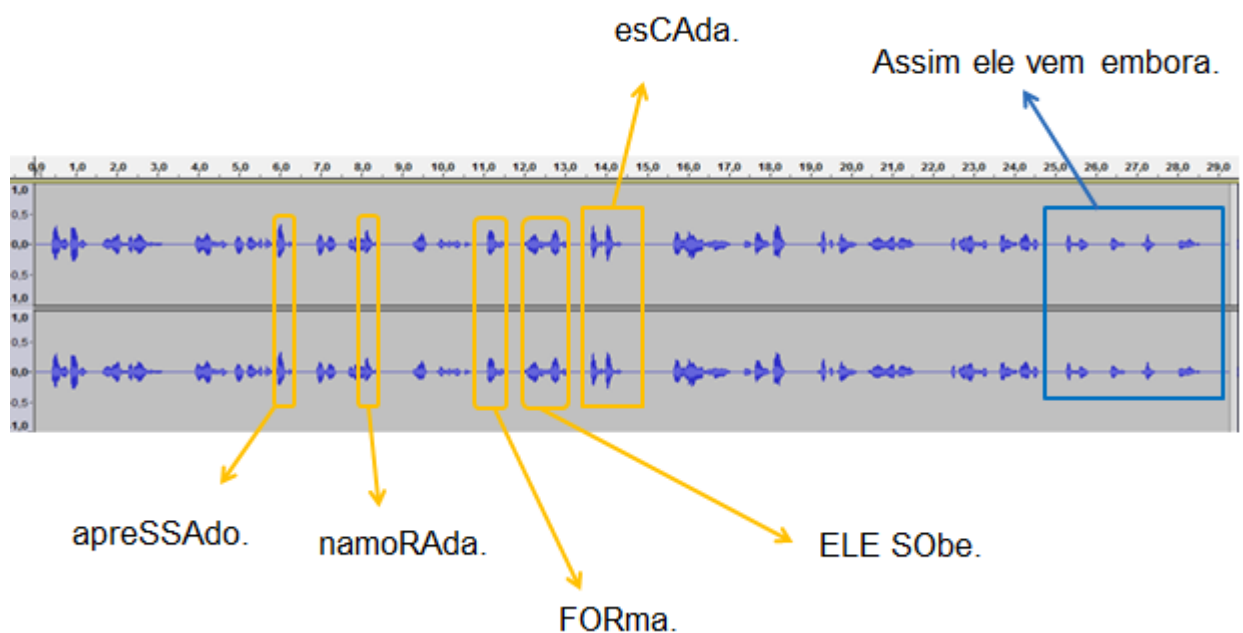 esCAda.
Assim ele vem embora.
0,0 1,0 2,0 3,0 4,0 5,0 6,0 7,0 8,0 9,0 10,0 11,0 12,0 13,0 14,0 15,0 16,0 17,0 18,0 19,0 20,0 21,0 22,0 23,0 24,0 25,0 26,0 27,0 28,0 29,0
1,0
0,5
0,0
0,5
1,0
1,0
0,5
0,0
-0,5
1,0
apreSSAdo.
namoRAda.
ELE SObe.
FORma.